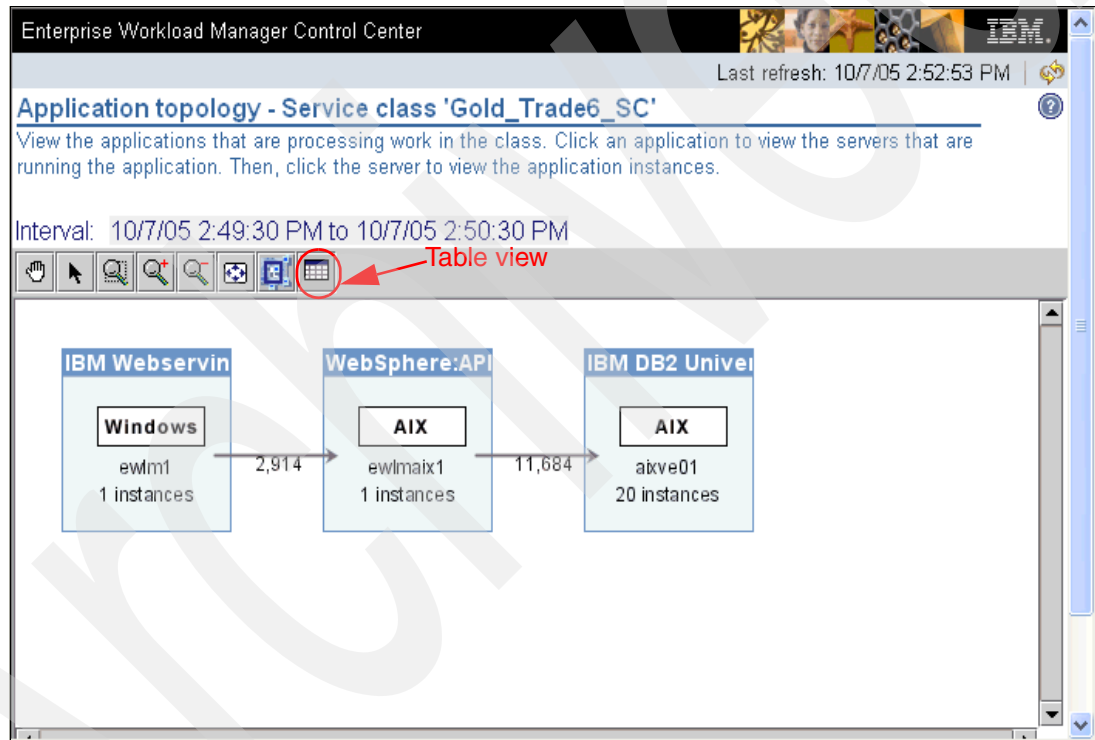 Enterprise Workload Manager Control Center
IBM.
Last refresh: 10/7/05 2:52:53 PM
?
Application topology - Service class 'Gold_Trade6_SC'
View the applications that are processing work in the class. Click an application to view the servers that are
running the application. Then, click the server to view the application instances.
Interval: 10/7/05 2:49:30 PM to 10/7/05 2:50:30 PM
Table view
IBM Webservin
WebSphere:API
IBM DB2 Univer
Windows
AIX
AIX
ewlm1
2,914
ewlmaix1
11,684
aixve01
1 instances
1 instances
20 instances